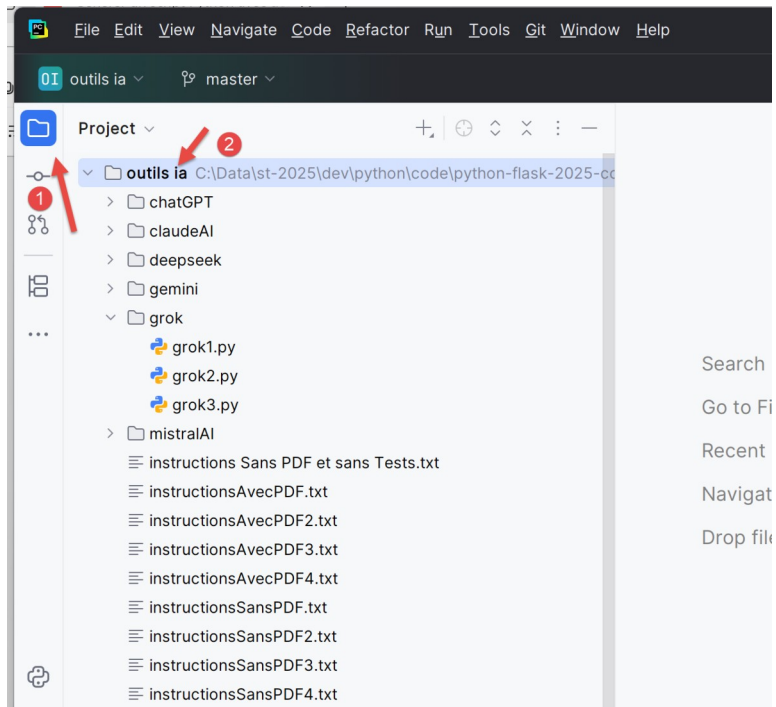 PC
File Edit View Navigate Code Refactor Run Tools Git Window Help
OI outils ia master
Project
2
outils ia C:\Data\st-2025\dev\python\code\python-flask-2025-cc
1
chatGPT
claudeAI
deepseek
gemini
grok
grok1.py
grok2.py
grok3.py
mistralAI
instructions Sans PDF et sans Tests.txt
instructionsAvecPDF.txt
instructionsAvecPDF2.txt
instructionsAvecPDF3.txt
instructionsAvecPDF4.txt
instructionsSansPDF.txt
instructionsSansPDF2.txt
instructionsSansPDF3.txt
instructionsSansPDF4.txt
Search
Go to Fi
Recent
Navigat
Drop file